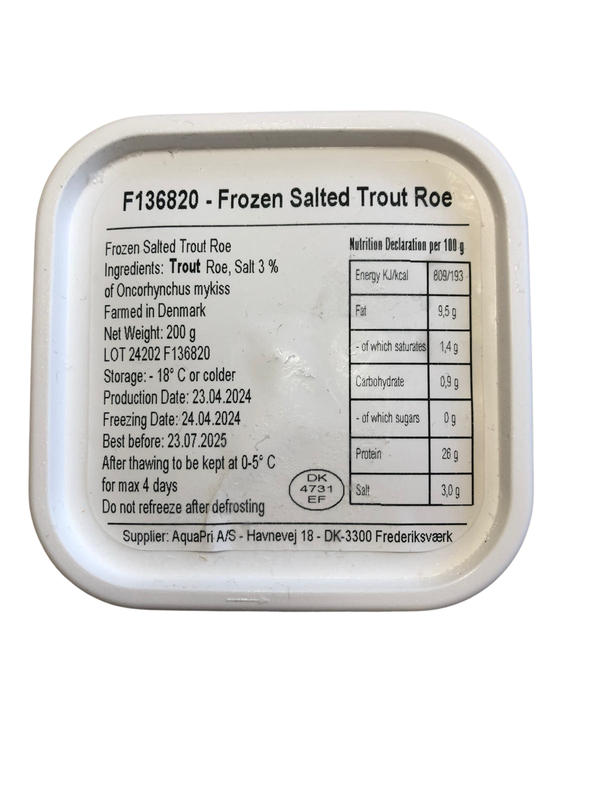 F136820 - Frozen Salted Trout Roe
Frozen Salted Trout Roe
Ingredients: Trout Roe, Salt 3 %
of Oncorhynchus mykiss
Farmed in Denmark
Net Weight: 200 g
LOT 24202 F136820
Storage: - 18° C or colder
Production Date: 23.04.2024
Freezing Date: 24.04.2024
Best before: 23.07.2025
After thawing to be kept at 0-5° C
for max 4 days
Do not refreeze after defrosting
DK
4731
EF
Nutrition Declaration per 100 g
Energy KJ/kcal 809/193
Fat 9,5 g
- of which saturates 1,4 g
Carbohydrate 0,9 g
- of which sugars 0 g
Protein 26 g
Salt 3,0 g
Supplier: AquaPri A/S - Havnevej 18 - DK-3300 Frederiksværk